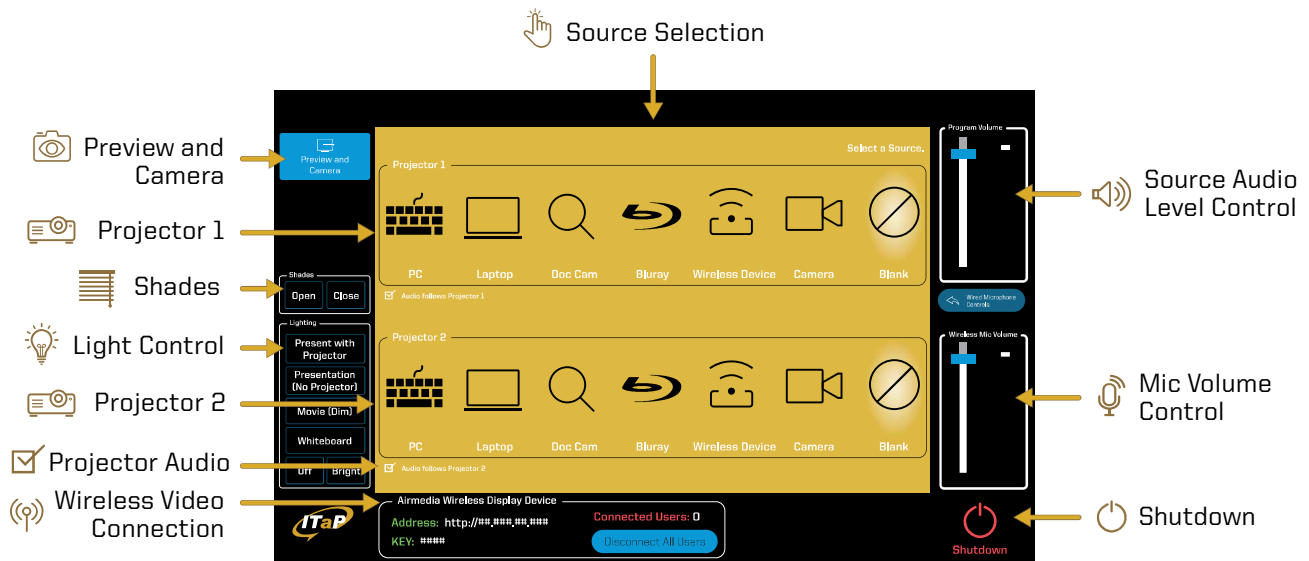 Source Selection
Preview and
Camera
Projector 1
Shades
Light Control
Projector 2
Projector Audio
Wireless Video
Connection
Preview and
Camera
Shades
Open Close
Lighting
Present with
Projector
Presentation
(No Projector)
Movie (Dim)
Whiteboard
Off Bright
ITaP
Select a Source.
Projector 1
PC Laptop Doc Cam Bluray Wireless Device Camera Blank
Audio follows Projector 1
Projector 2
PC Laptop Doc Cam Bluray Wireless Device Camera Blank
Audio follows Projector 2
Airmedia Wireless Display Device
Address: http://##.###.##.###
Connected Users: 0
KEY: ####
Disconnect All Users
Program Volume
Wired Microphone
Controls
Wireless Mic Volume
Shutdown
Source Audio
Level Control
Mic Volume
Control
Shutdown